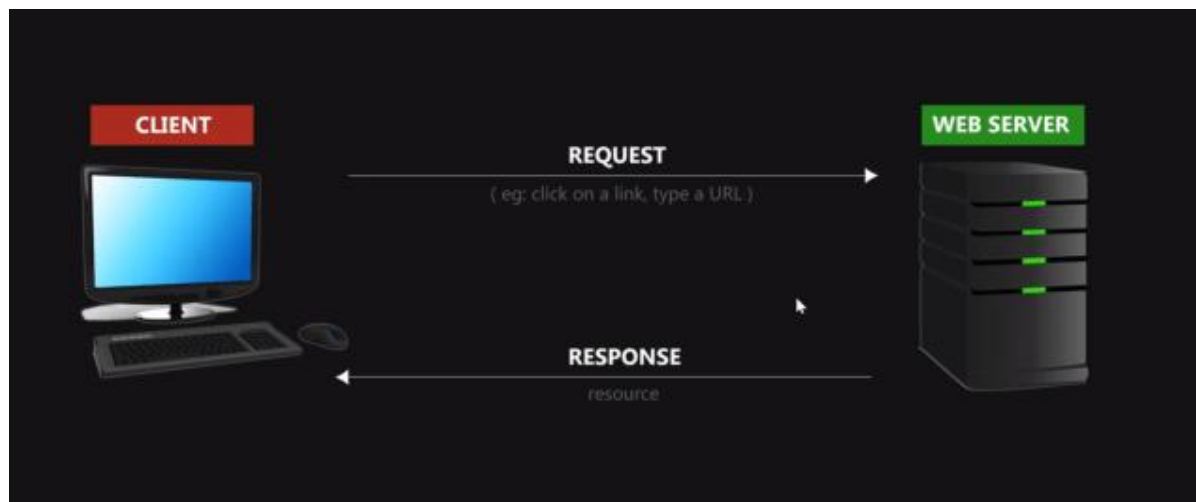 CLIENT
WEB SERVER
REQUEST
( eg: click on a link, type a URL )
RESPONSE
resource